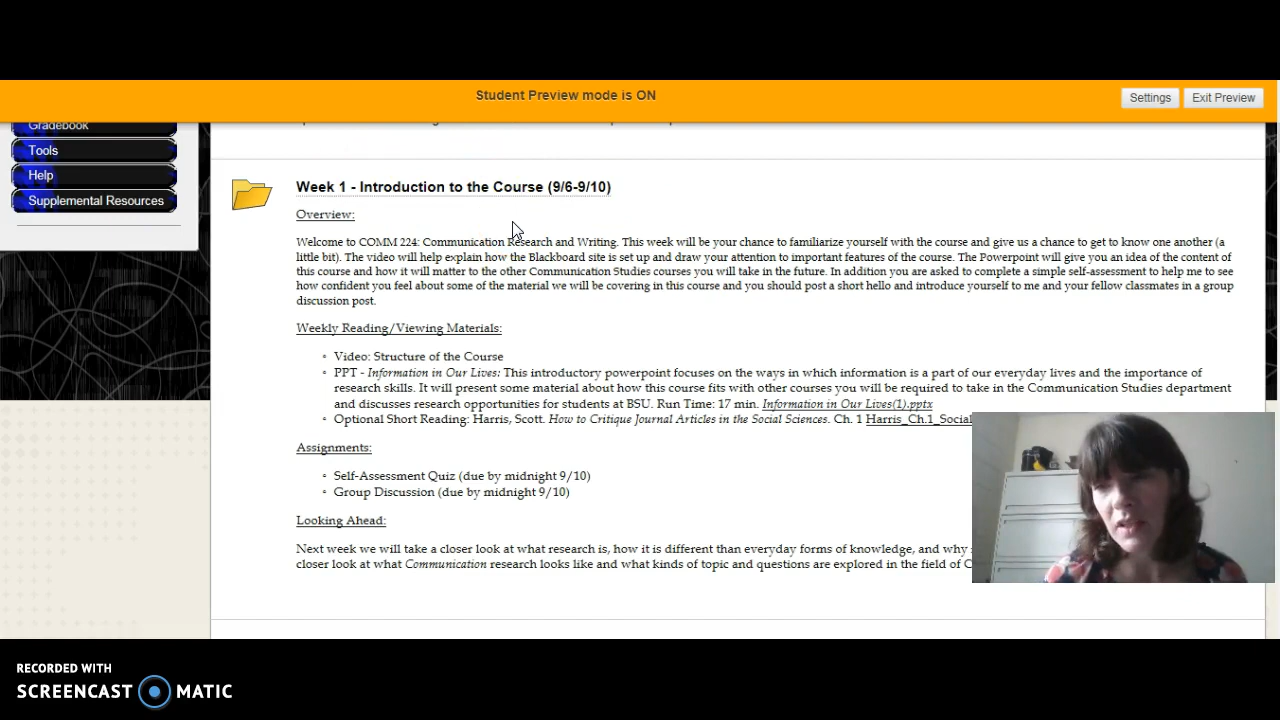 Student Preview mode is ON
Settings
Exit Preview
Gradebook
Tools
Help
Supplemental Resources
Week 1 - Introduction to the Course (9/6-9/10)
Overview:
Welcome to COMM 224: Communication Research and Writing. This week will be your chance to familiarize yourself with the course and give us a chance to get to know one another (a
little bit). The video will help explain how the Blackboard site is set up and draw your attention to important features of the course. The Powerpoint will give you an idea of the content of
this course and how it will matter to the other Communication Studies courses you will take in the future. In addition you are asked to complete a simple self-assessment to help me to see
how confident you feel about some of the material we will be covering in this course and you should post a short hello and introduce yourself to me and your fellow classmates in a group
discussion post.
Weekly Reading/Viewing Materials:
Video: Structure of the Course
PPT - Information in Our Lives: This introductory powerpoint focuses on the ways in which information is a part of our everyday lives and the importance of
research skills. It will present some material about how this course fits with other courses you will be required to take in the Communication Studies department
and discusses research opportunities for students at BSU. Run Time: 17 min. Information in Our Lives(1).pptx
Optional Short Reading: Harris, Scott. How to Critique Journal Articles in the Social Sciences. Ch. 1 Harris_Ch.1_Social
Assignments:
Self-Assessment Quiz (due by midnight 9/10)
Group Discussion (due by midnight 9/10)
Looking Ahead:
Next week we will take a closer look at what research is, how it is different than everyday forms of knowledge, and why
closer look at what Communication research looks like and what kinds of topic and questions are explored in the field of C
RECORDED WITH
SCREENCAST MATIC